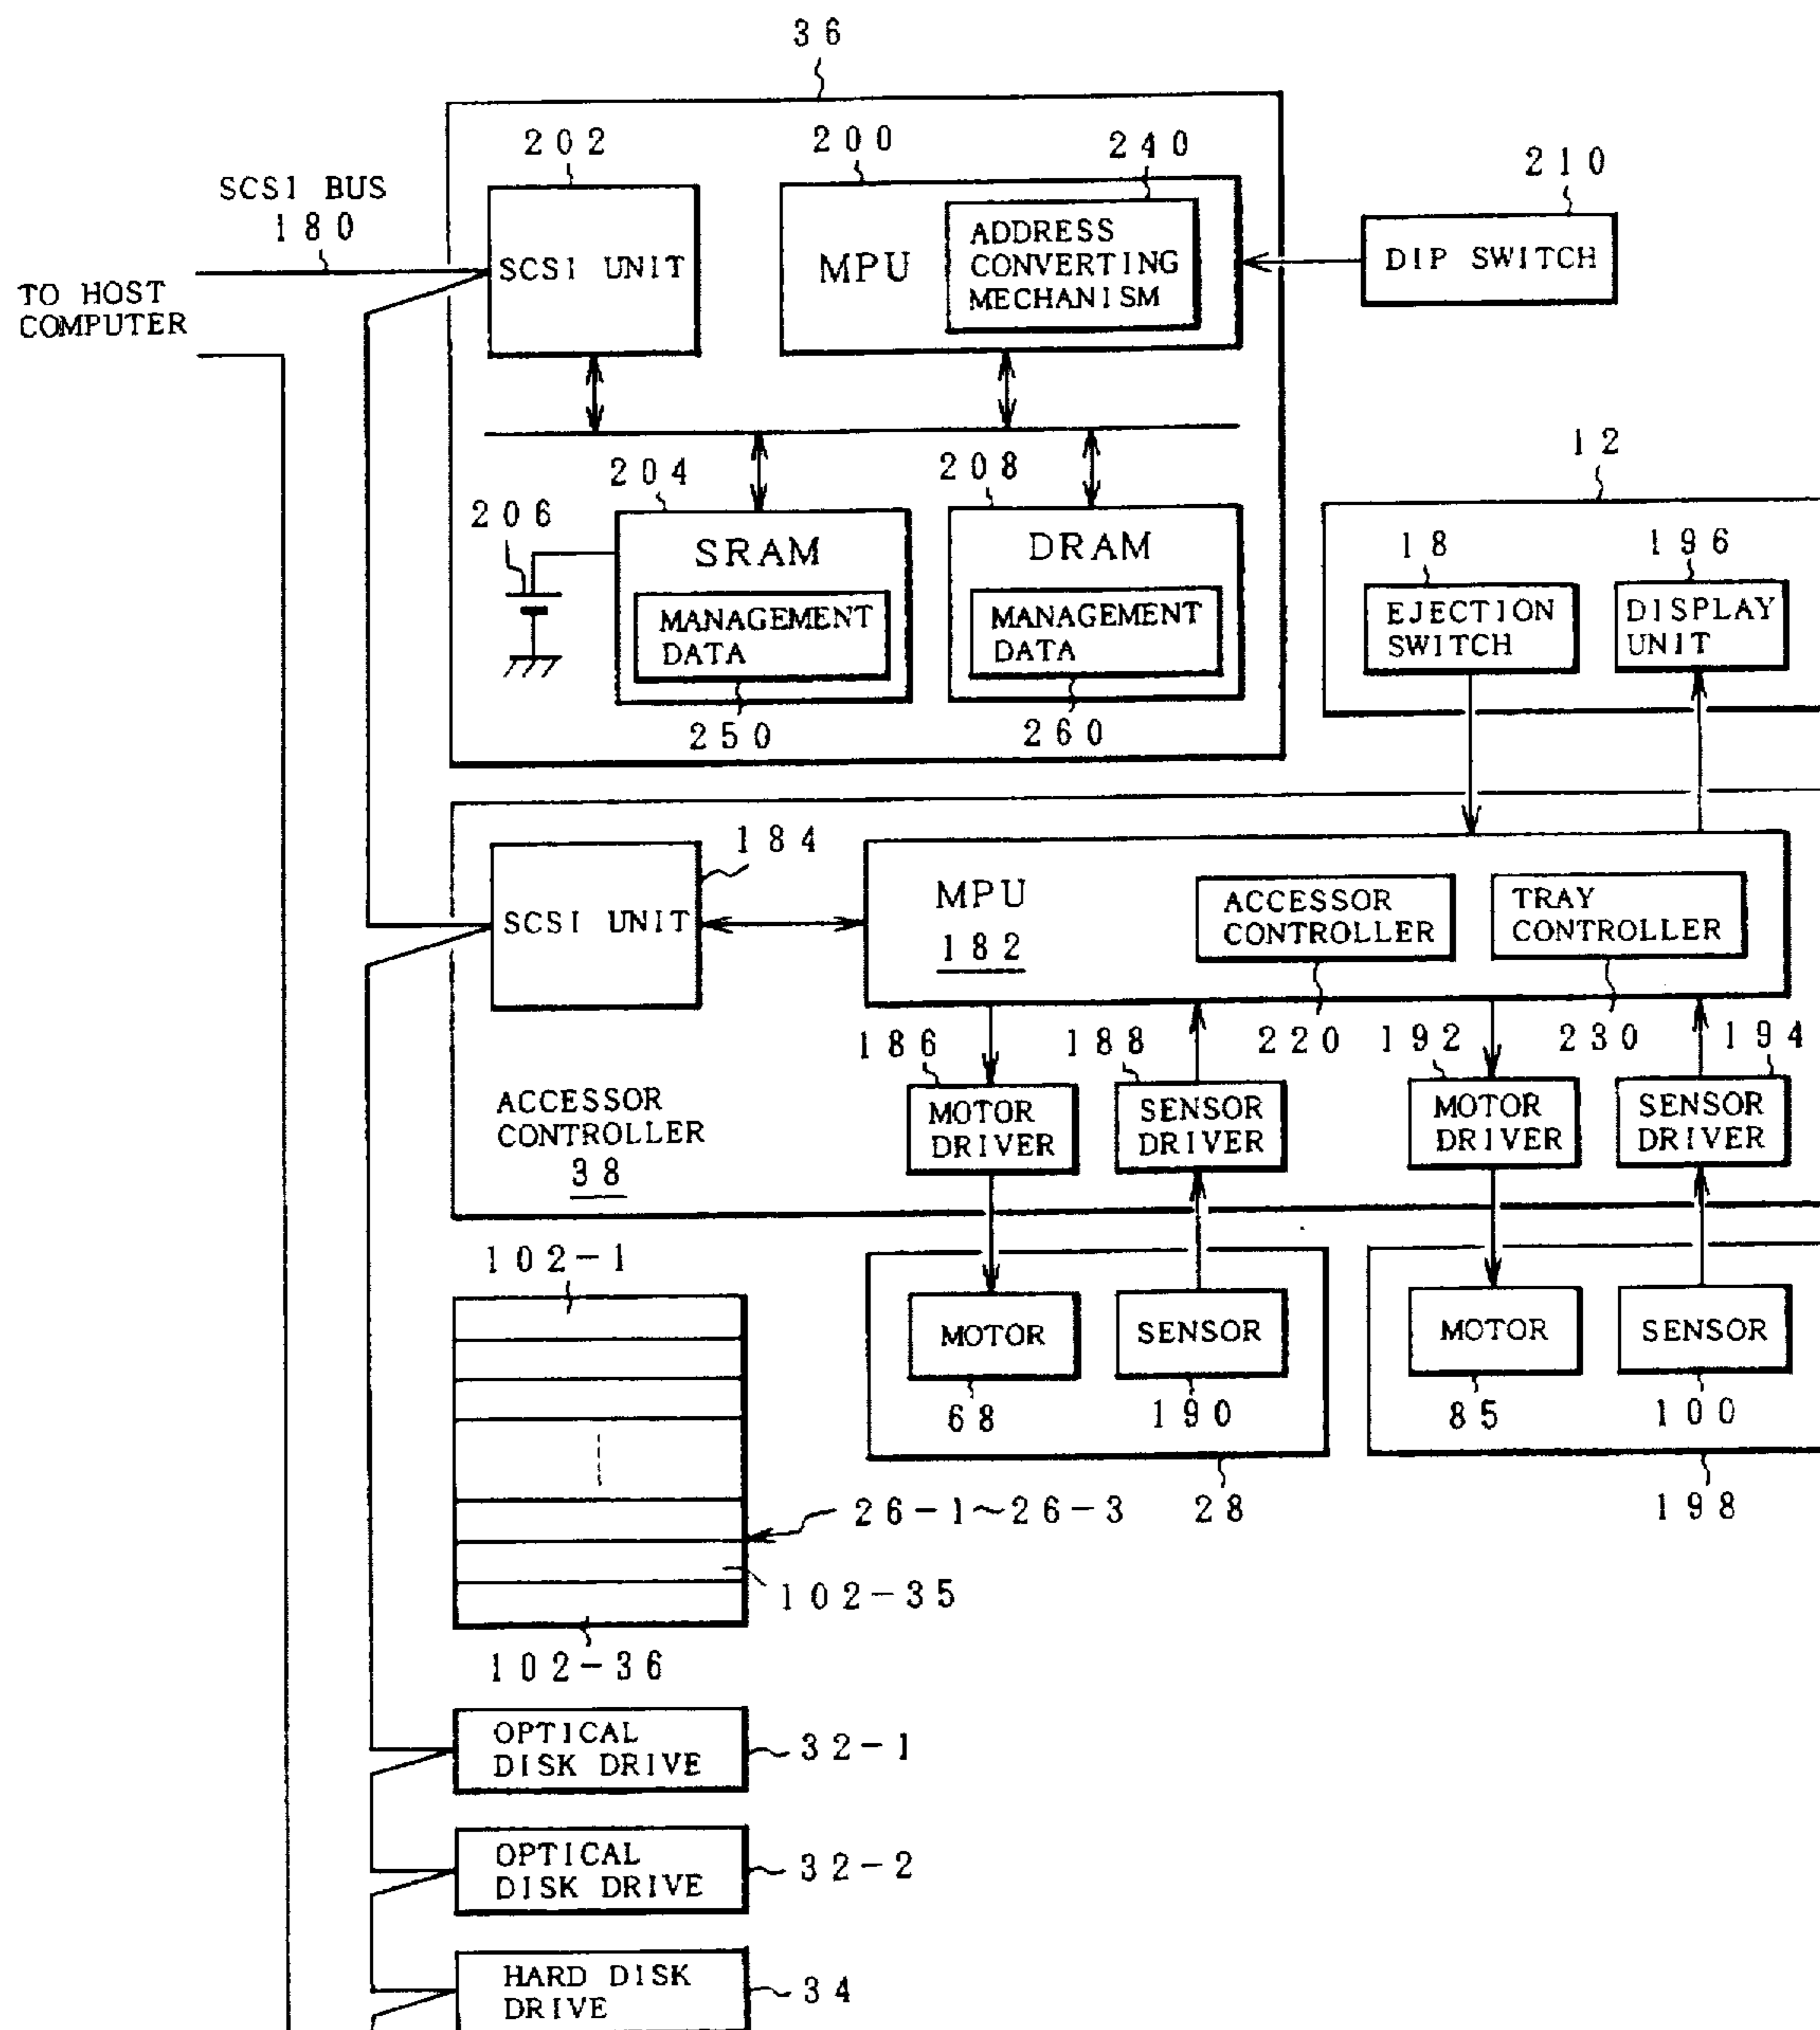 36
202
200
240
210
SCSI BUS
180
SCSI UNIT
MPU
ADDRESS
CONVERTING
MECHANISM
DIP SWITCH
TO HOST
COMPUTER
204
208
12
206
SRAM
DRAM
18
196
MANAGEMENT
DATA
MANAGEMENT
DATA
EJECTION
SWITCH
DISPLAY
UNIT
250
260
184
SCSI UNIT
MPU
182
ACCESSOR
CONTROLLER
TRAY
CONTROLLER
186
188
220
192
230
194
ACCESSOR
CONTROLLER
38
MOTOR
DRIVER
SENSOR
DRIVER
MOTOR
DRIVER
SENSOR
DRIVER
102-1
MOTOR
SENSOR
MOTOR
SENSOR
68
190
85
100
26-1~26-3
28
198
102-35
102-36
OPTICAL
DISK DRIVE
32-1
OPTICAL
DISK DRIVE
32-2
HARD DISK
DRIVE
34